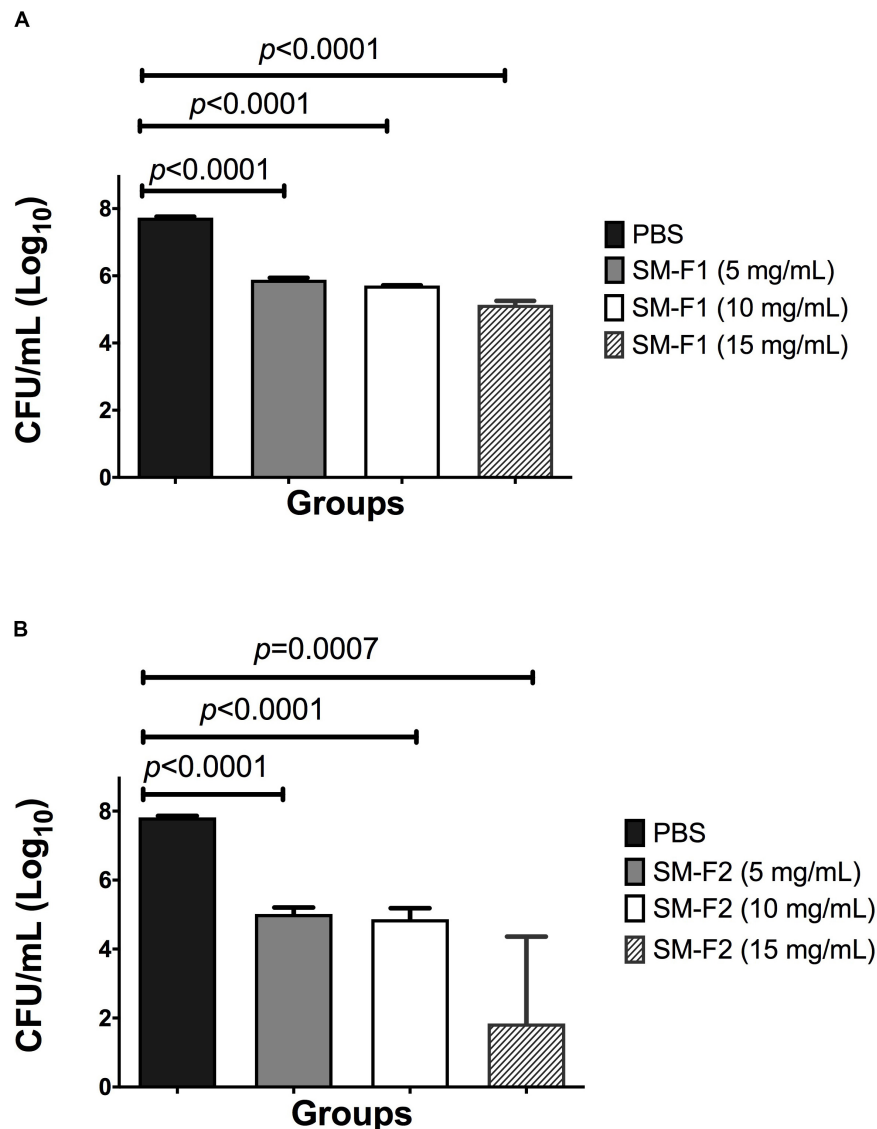 A
p<0.0001
p<0.0001
p<0.0001
CFU/mL (Log10)
8
6
4
2
0
Groups
PBS
SM-F1 (5 mg/mL)
SM-F1 (10 mg/mL)
SM-F1 (15 mg/mL)
B
p=0.0007
p<0.0001
p<0.0001
CFU/mL (Log10)
8
6
4
2
0
Groups
PBS
SM-F2 (5 mg/mL)
SM-F2 (10 mg/mL)
SM-F2 (15 mg/mL)